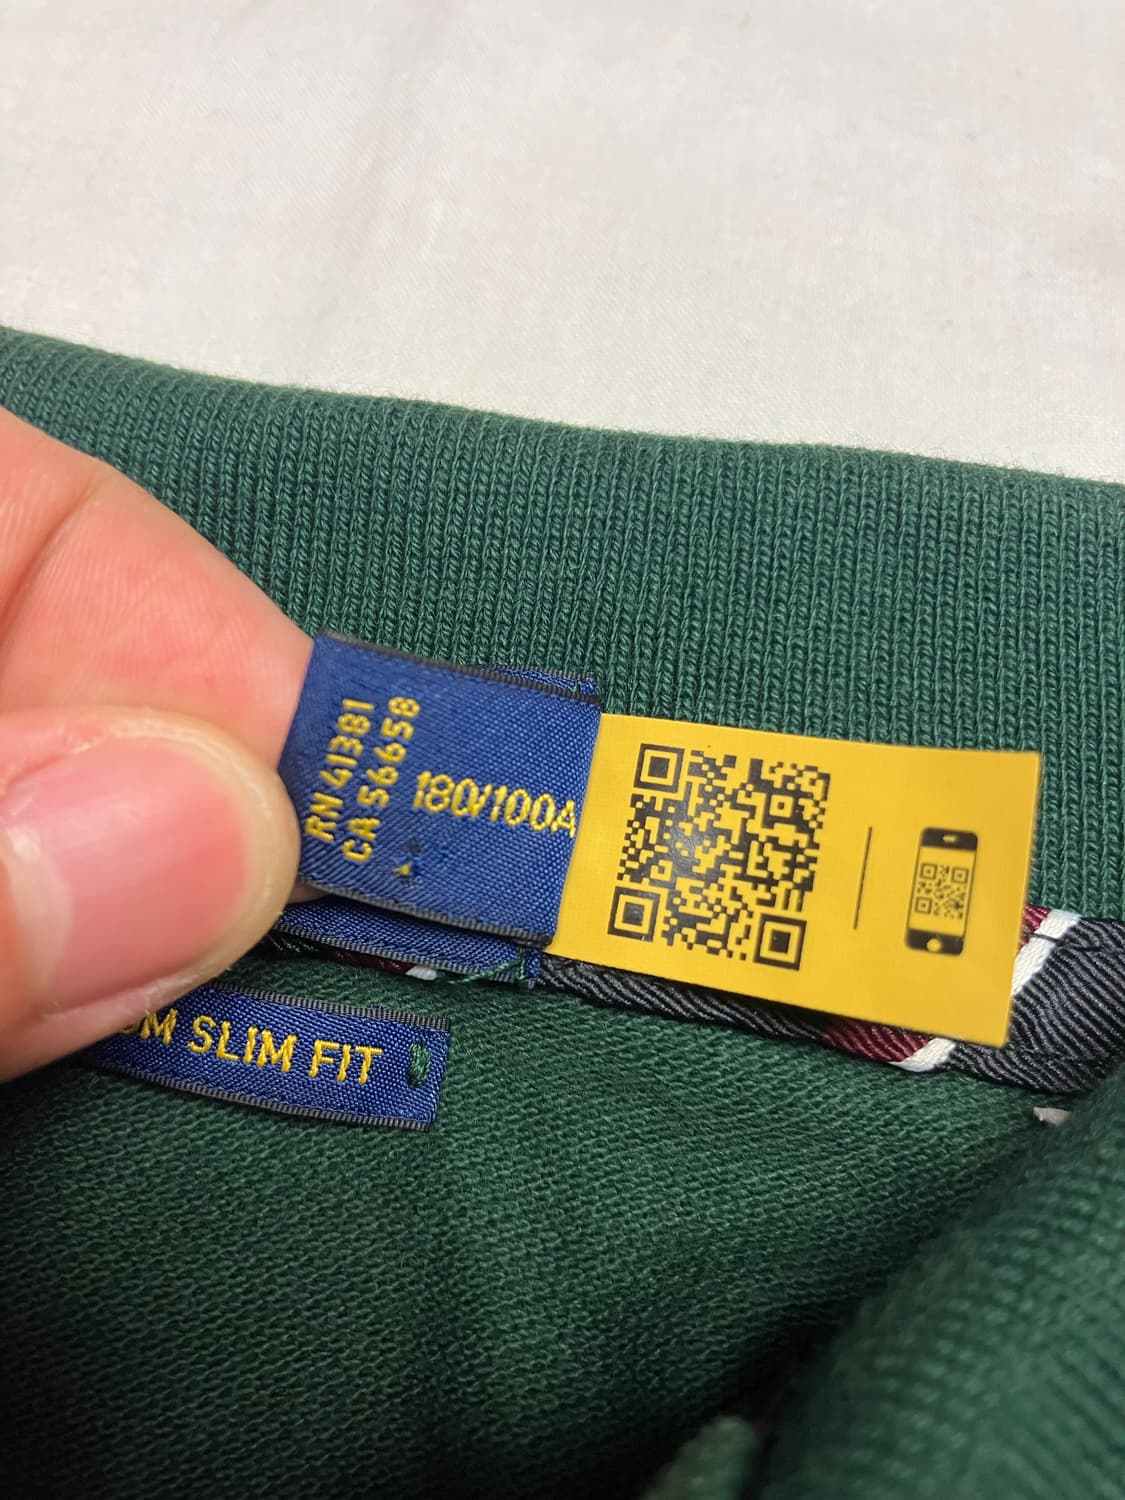 RN 41381
CA 56658
180/100A
OM SLIM FIT